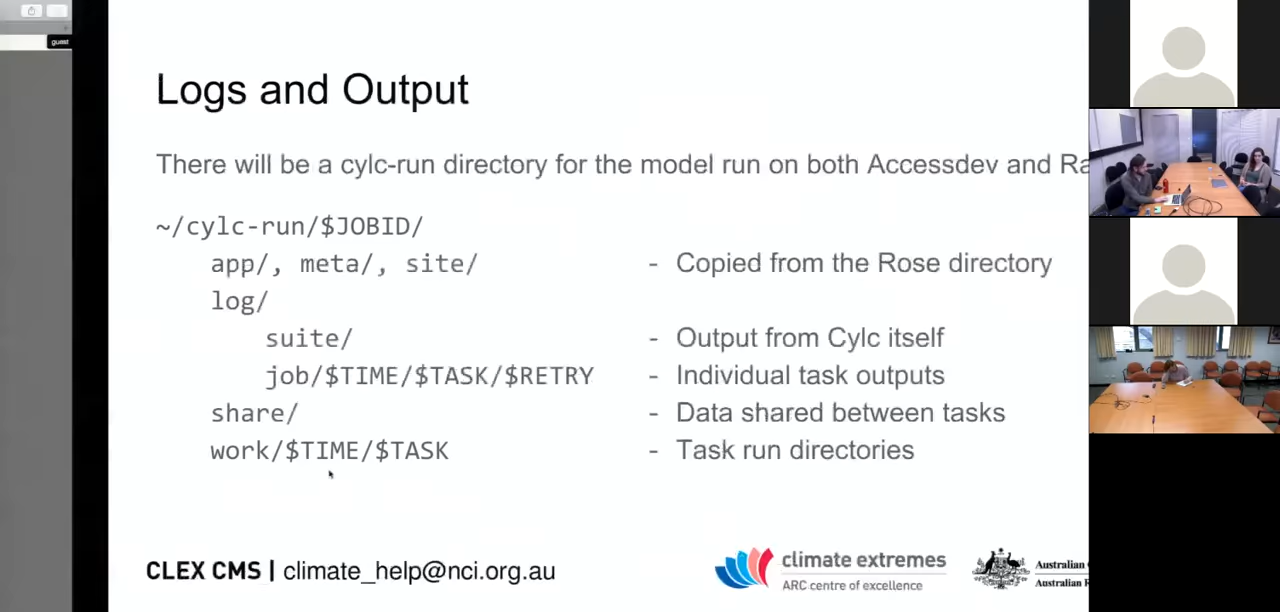 guest
Logs and Output
There will be a cylc-run directory for the model run on both Accessdev and Ra
~/cylc-run/$JOBID/
app/, meta/, site/ - Copied from the Rose directory
log/
suite/ - Output from Cylc itself
job/$TIME/$TASK/$RETRY - Individual task outputs
share/ - Data shared between tasks
work/$TIME/$TASK - Task run directories
CLEX CMS | climate_help@nci.org.au
climate extremes
ARC centre of excellence
Australian
Australian R